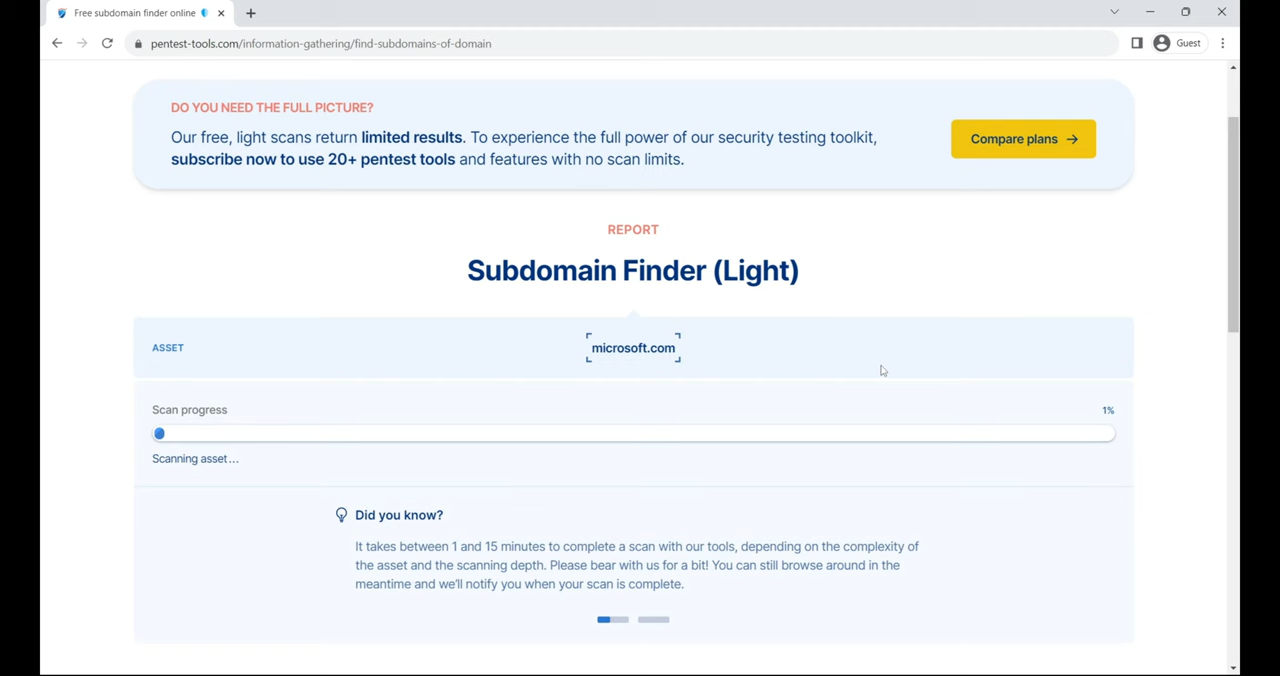 Free subdomain finder online
pentest-tools.com/information-gathering/find-subdomains-of-domain
Guest
DO YOU NEED THE FULL PICTURE?
Our free, light scans return limited results. To experience the full power of our security testing toolkit,
subscribe now to use 20+ pentest tools and features with no scan limits.
Compare plans →
REPORT
Subdomain Finder (Light)
ASSET
microsoft.com
Scan progress
1%
Scanning asset...
Did you know?
It takes between 1 and 15 minutes to complete a scan with our tools, depending on the complexity of
the asset and the scanning depth. Please bear with us for a bit! You can still browse around in the
meantime and we'll notify you when your scan is complete.